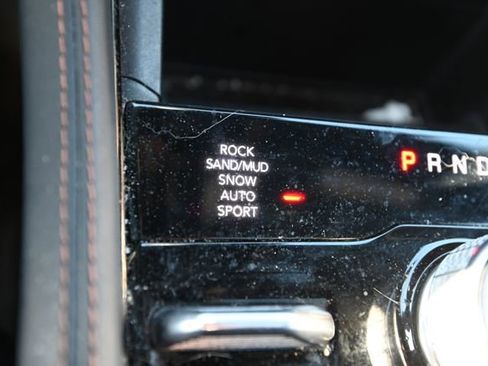 ROCK
SAND/MUD
SNOW
AUTO
SPORT
P R N D